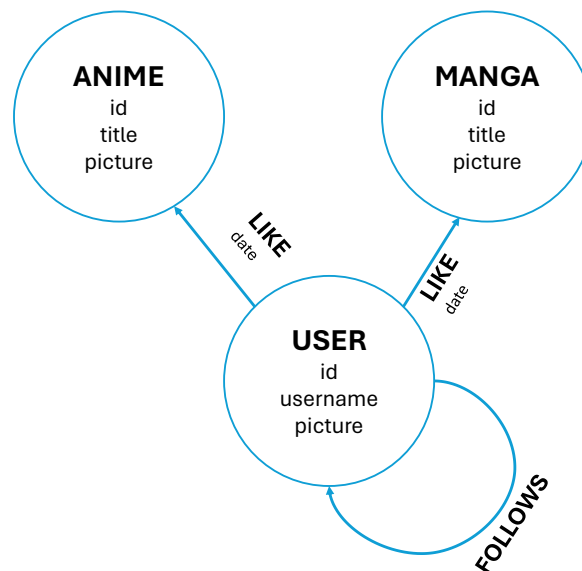 ANIME
id
title
picture
MANGA
id
title
picture
LIKE
date
LIKE
date
USER
id
username
picture
FOLLOWS